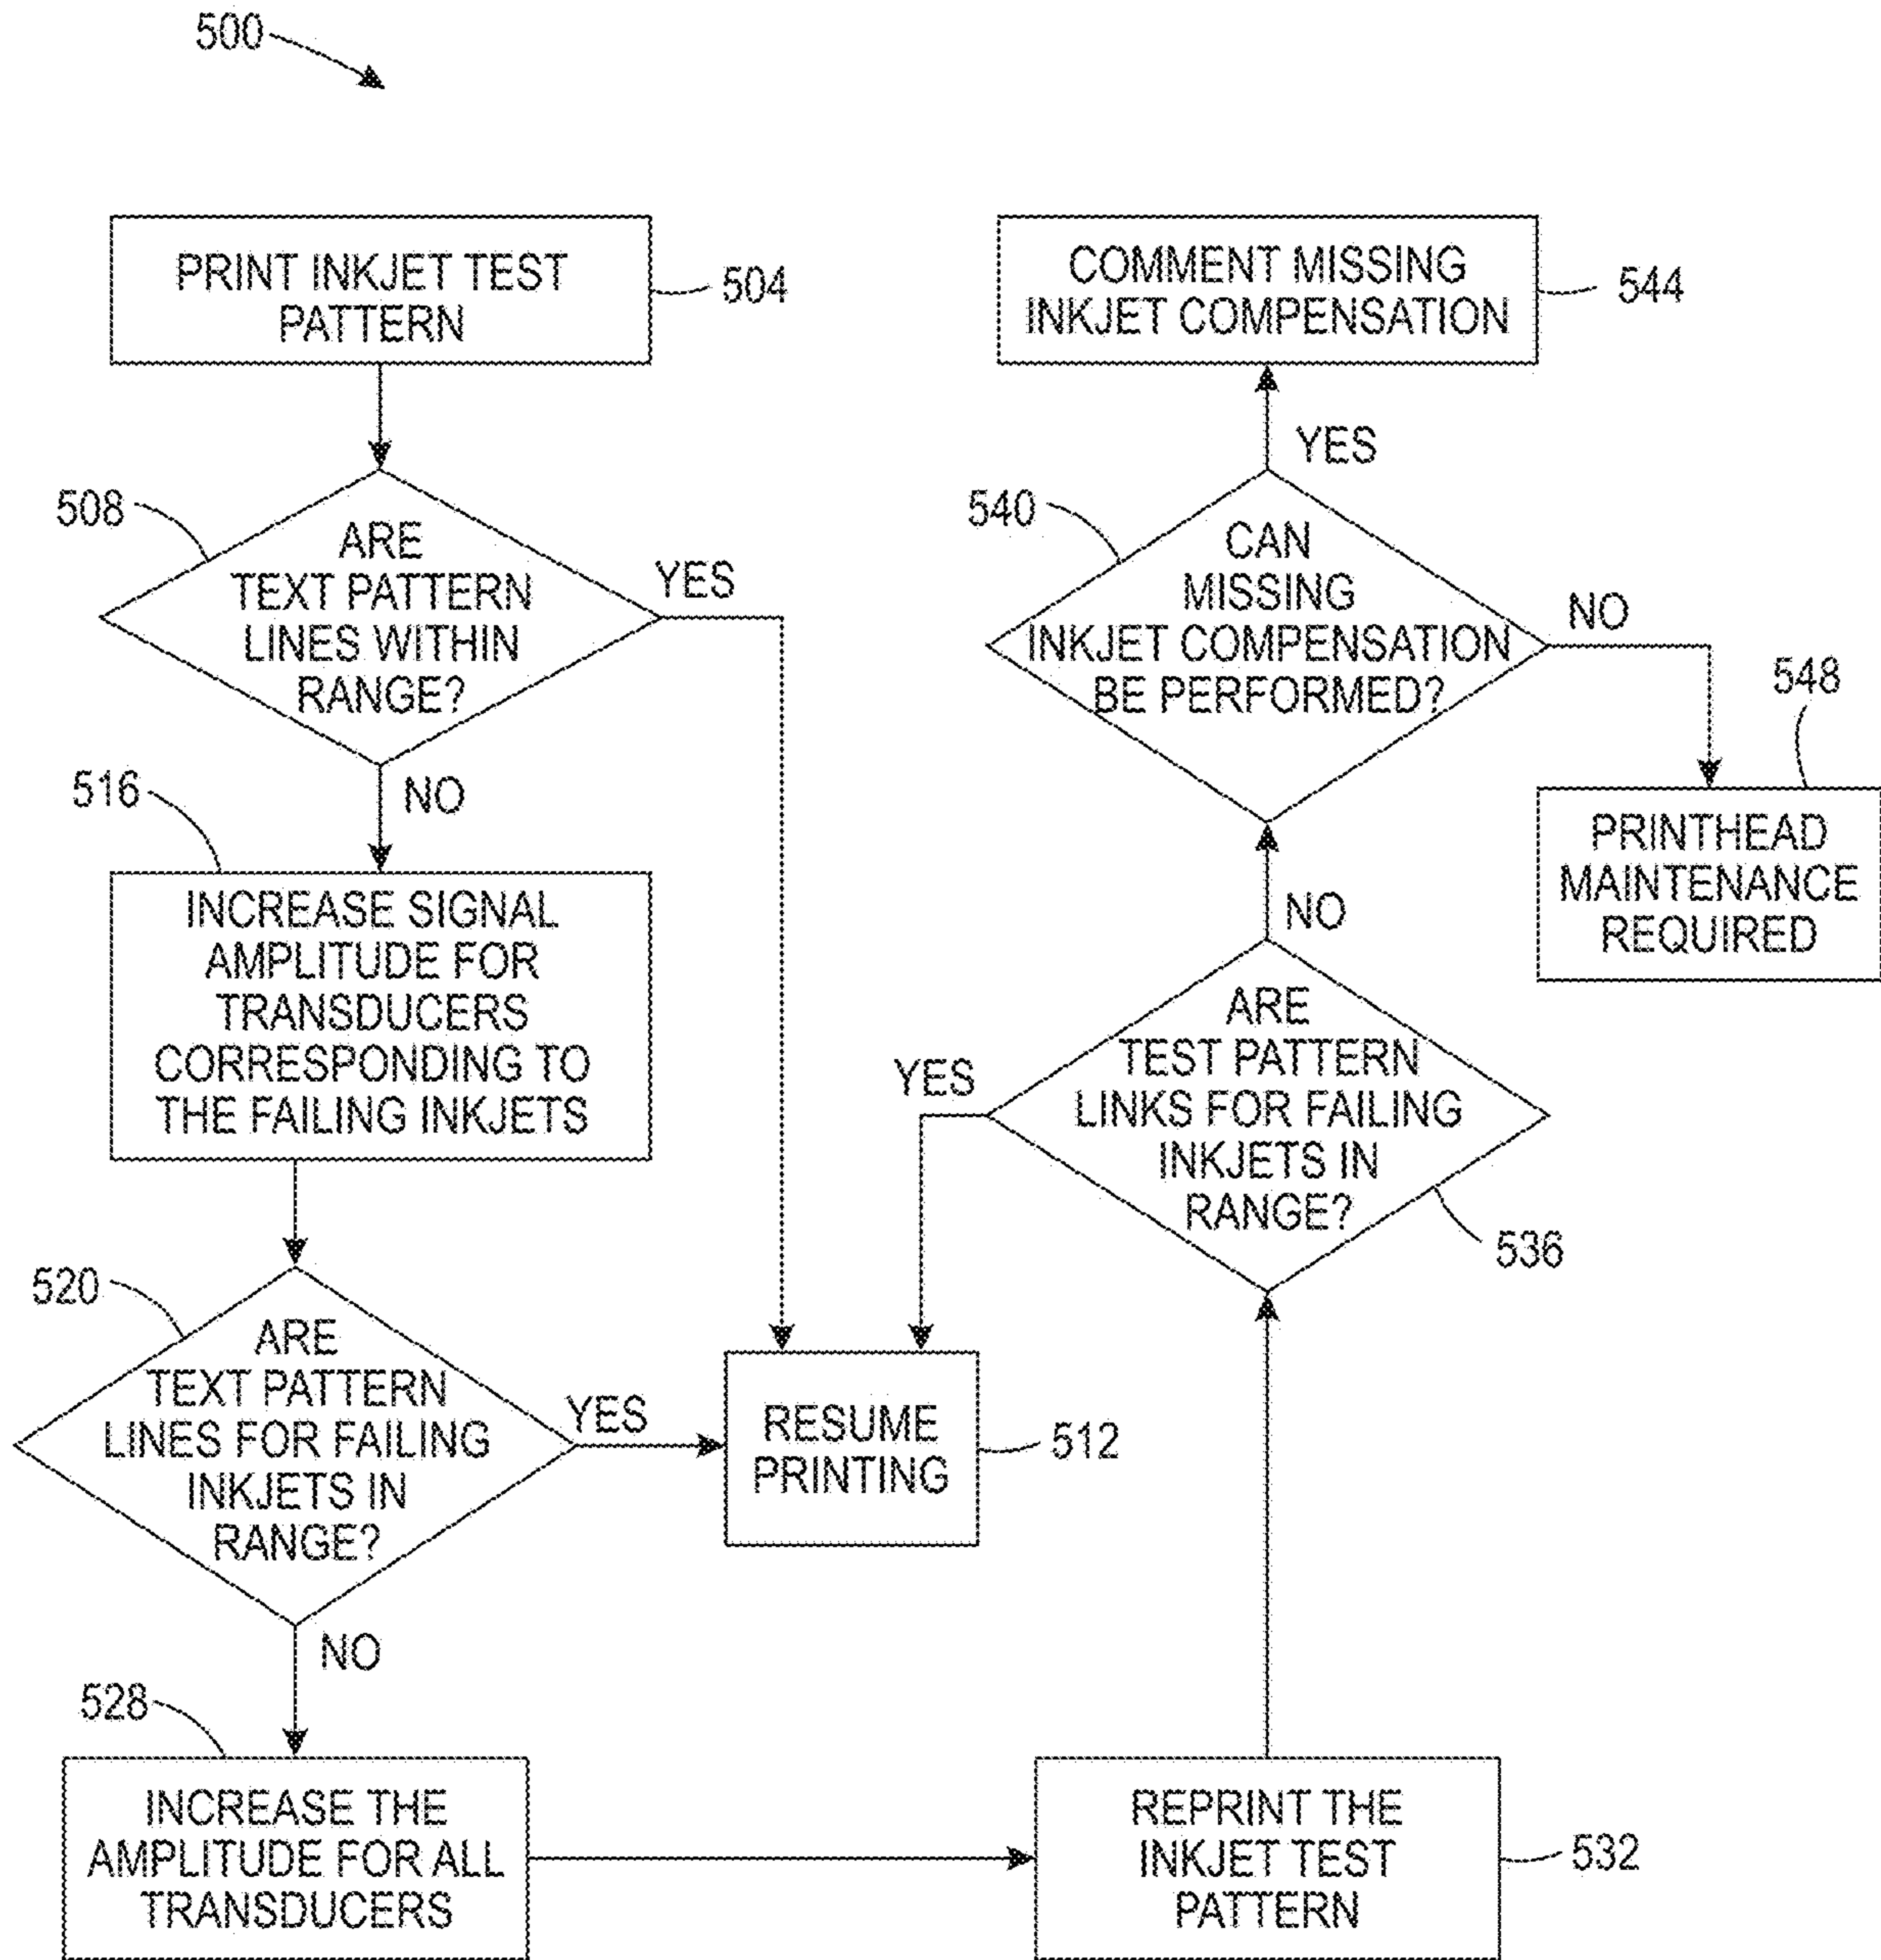 500
PRINT INKJET TEST
PATTERN
504
508
ARE
TEXT PATTERN
LINES WITHIN
RANGE?
YES
NO
516
INCREASE SIGNAL
AMPLITUDE FOR
TRANSDUCERS
CORRESPONDING TO
THE FAILING INKJETS
520
ARE
TEXT PATTERN
LINES FOR FAILING
INKJETS IN
RANGE?
YES
RESUME
PRINTING
512
NO
528
INCREASE THE
AMPLITUDE FOR ALL
TRANSDUCERS
REPRINT THE
INKJET TEST
PATTERN
532
ARE
TEST PATTERN
LINKS FOR FAILING
INKJETS IN
RANGE?
536
YES
NO
540
CAN
MISSING
INKJET COMPENSATION
BE PERFORMED?
YES
NO
COMMENT MISSING
INKJET COMPENSATION
544
548
PRINTHEAD
MAINTENANCE
REQUIRED